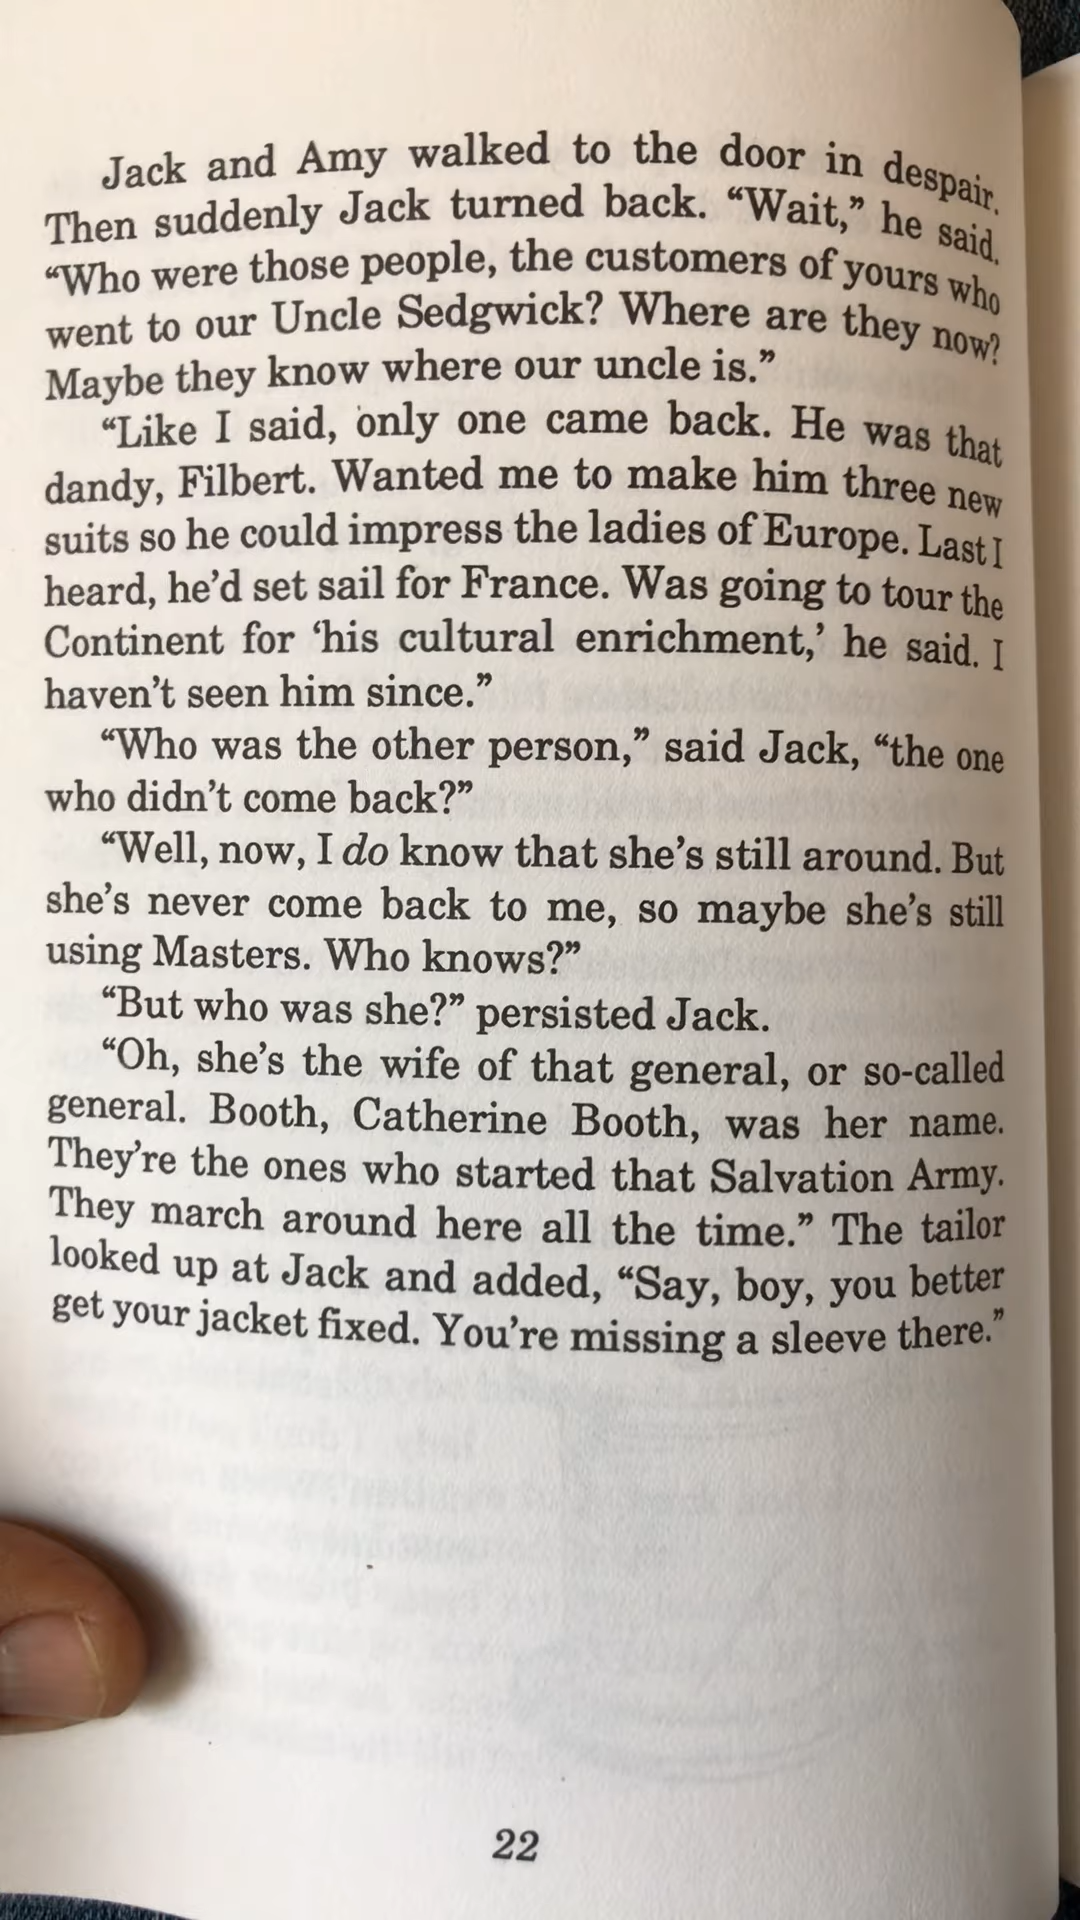 Jack and Amy walked to the door in despair.
Then suddenly Jack turned back. “Wait,” he said.
“Who were those people, the customers of yours who
went to our Uncle Sedgwick? Where are they now?
Maybe they know where our uncle is.”
“Like I said, only one came back. He was that
dandy, Filbert. Wanted me to make him three new
suits so he could impress the ladies of Europe. Last I
heard, he’d set sail for France. Was going to tour the
Continent for ‘his cultural enrichment,’ he said. I
haven’t seen him since.”
“Who was the other person,” said Jack, “the one
who didn’t come back?”
“Well, now, I do know that she’s still around. But
she’s never come back to me, so maybe she’s still
using Masters. Who knows?”
“But who was she?” persisted Jack.
“Oh, she’s the wife of that general, or so-called
general. Booth, Catherine Booth, was her name.
They’re the ones who started that Salvation Army.
They march around here all the time.” The tailor
looked up at Jack and added, “Say, boy, you better
get your jacket fixed. You’re missing a sleeve there.”
22